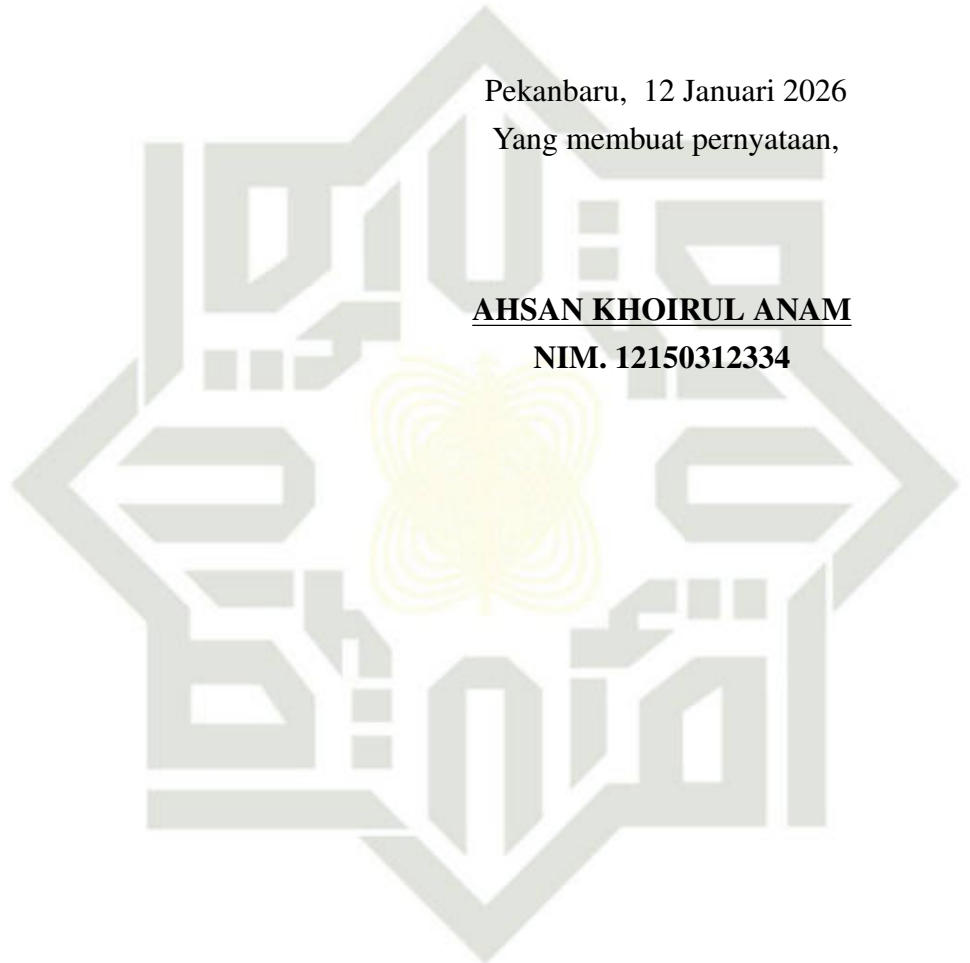 Pekanbaru, 12 Januari 2026
Yang membuat pernyataan,
AHSAN KHOIRUL ANAM
NIM. 12150312334